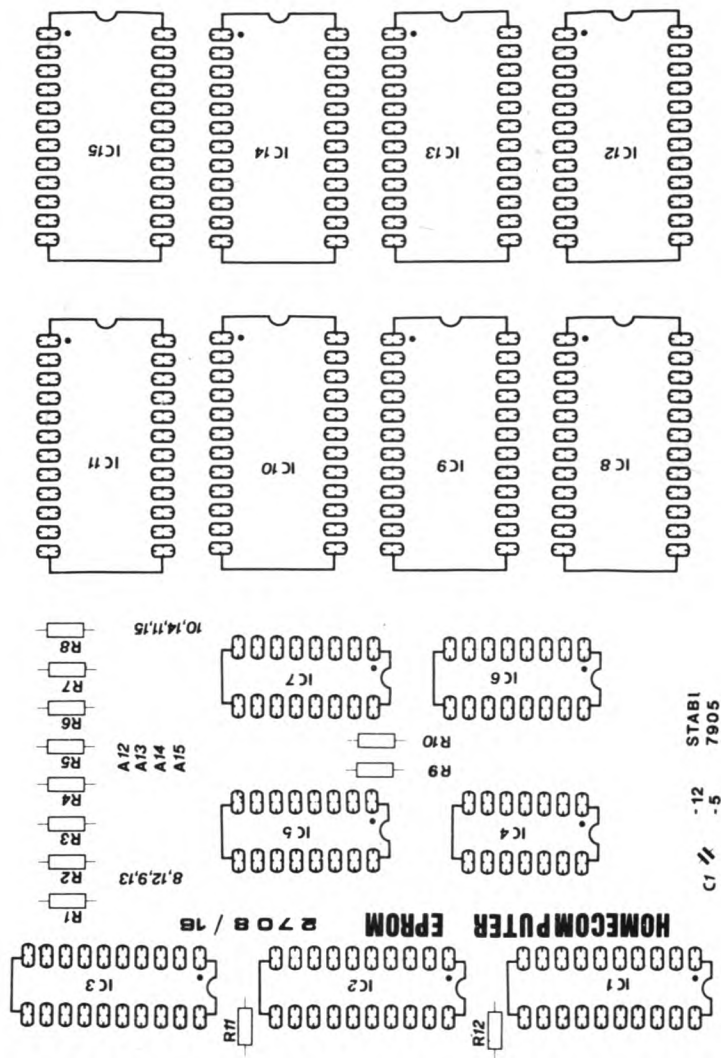 IC15
IC14
IC13
IC12
IC11
IC10
IC9
IC8
R8
R7
R6
R5
R4
R3
R2
R1
10,14,11,15
A12
A13
A14
A15
8,12,9,13
IC7
IC6
R10
R9
IC5
IC4
STABI
7905
-12
-5
C1
HOMECOMPUTER EPROM 2708/16
IC3
IC2
IC1
R11
R12